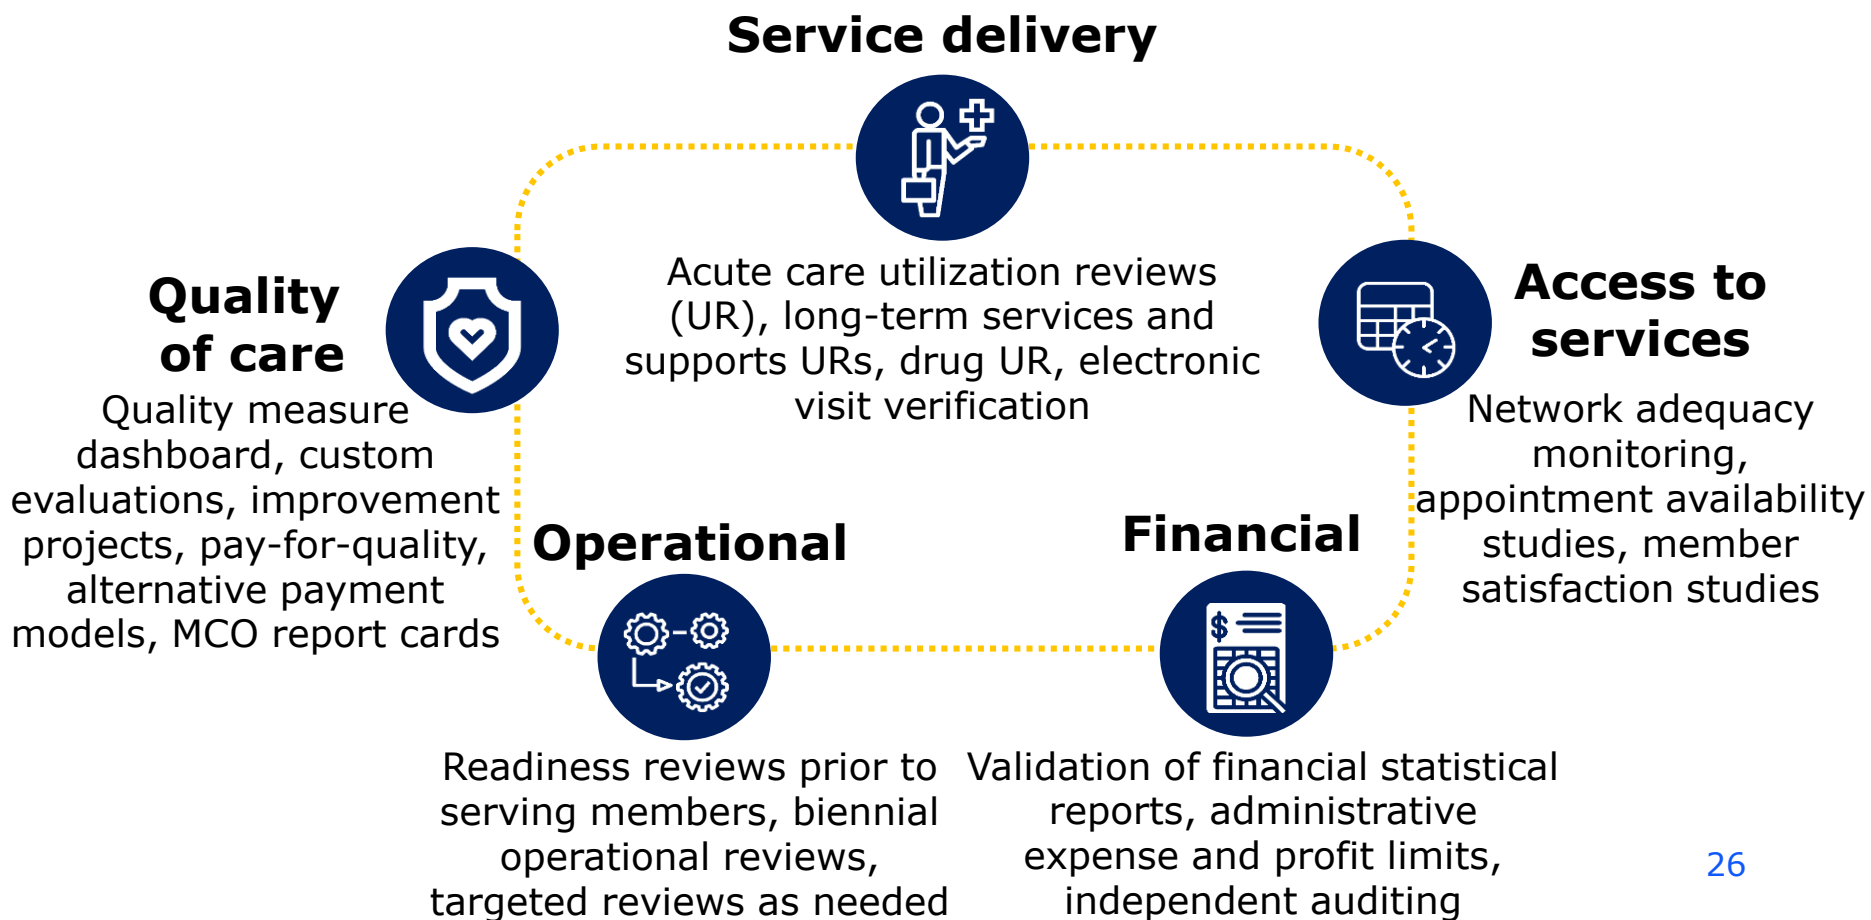 Service delivery
Acute care utilization reviews
(UR), long-term services and
supports URs, drug UR, electronic
visit verification
Quality
of care
Quality measure
dashboard, custom
evaluations, improvement
projects, pay-for-quality,
alternative payment
models, MCO report cards
Access to
services
Network adequacy
monitoring,
appointment availability
studies, member
satisfaction studies
Operational
Readiness reviews prior to
serving members, biennial
operational reviews,
targeted reviews as needed
Financial
$
Validation of financial statistical
reports, administrative
expense and profit limits,
independent auditing
26